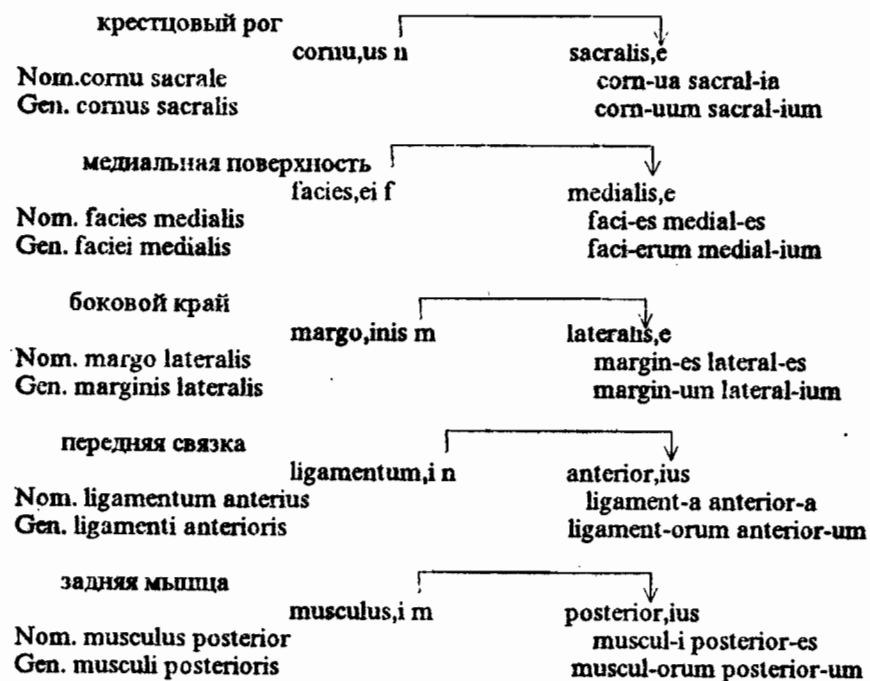 крестцовый рог
cornu,us n sacralis,e
Nom.cornu sacrale corn-ua sacral-ia
Gen. cornus sacralis corn-uum sacral-ium
медиальная поверхность
facies,ei f medialis,e
Nom. facies medialis faci-es medial-es
Gen. faciei medialis faci-erum medial-ium
боковой край
margo,inis m lateralis,e
Nom. margo lateralis margin-es lateral-es
Gen. marginis lateralis margin-um lateral-ium
передняя связка
ligamentum,i n anterior,ius
Nom. ligamentum anterius ligament-a anterior-a
Gen. ligamenti anterioris ligament-orum anterior-um
задняя мышца
musculus,i m posterior,ius
Nom. musculus posterior muscul-i posterior-es
Gen. musculi posterioris muscul-orum posterior-um